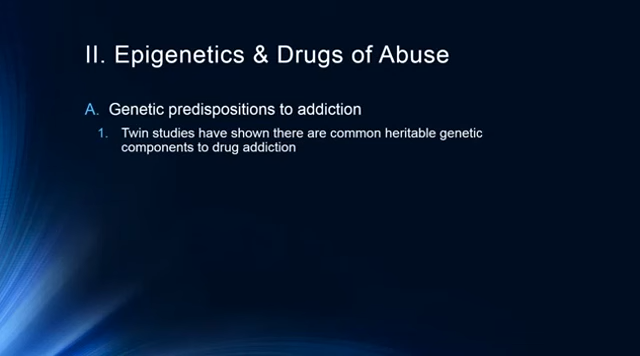 II. Epigenetics & Drugs of Abuse
A. Genetic predispositions to addiction
1. Twin studies have shown there are common heritable genetic
components to drug addiction